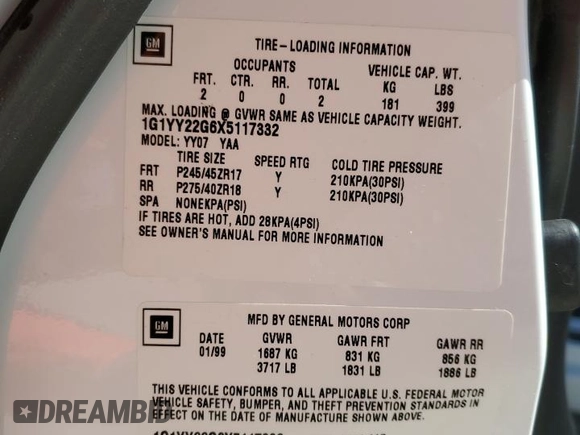 GM
TIRE-LOADING INFORMATION
OCCUPANTS VEHICLE CAP. WT.
FRT. CTR. RR. TOTAL KG LBS
2 0 0 2 181 399
MAX. LOADING @ GVWR SAME AS VEHICLE CAPACITY WEIGHT.
1G1YY22G6X5117332
MODEL: YY07 YAA
TIRE SIZE SPEED RTG COLD TIRE PRESSURE
FRT P245/45ZR17 Y 210KPA(30PSI)
RR P275/40ZR18 Y 210KPA(30PSI)
SPA NONEKPA(PSI)
IF TIRES ARE HOT, ADD 28KPA(4PSI)
SEE OWNER'S MANUAL FOR MORE INFORMATION
GM
MFD BY GENERAL MOTORS CORP
DATE GVWR GAWR FRT GAWR RR
01/99 1687 KG 831 KG 856 KG
3717 LB 1831 LB 1886 LB
THIS VEHICLE CONFORMS TO ALL APPLICABLE U.S. FEDERAL MOTOR
VEHICLE SAFETY, BUMPER, AND THEFT PREVENTION STANDARDS IN
EFFECT ON THE DATE OF MANUFACTURE SHOWN ABOVE.